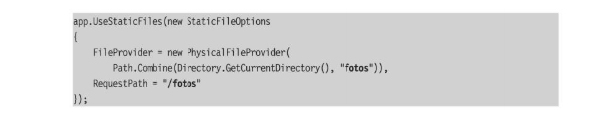 app.UseStaticFiles(new StaticFileOptions
{
FileProvider = new PhysicalFileProvider(
Path.Combine(Directory.GetCurrentDirectory(), "fotos")),
RequestPath = "/fotos"
});